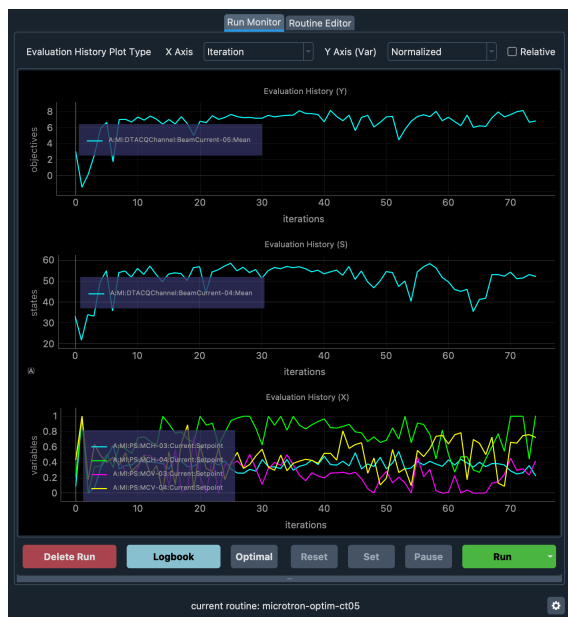 Run Monitor Routine Editor
Evaluation History Plot Type X Axis Iteration Y Axis (Var) Normalized Relative
Evaluation History (Y)
8
6
4
2
0
objectives
A:MI:DTACQChannel:BeamCurrent-05:Mean
0 10 20 30 40 50 60 70
iterations
Evaluation History (S)
60
50
40
30
20
states
A:MI:DTACQChannel:BeamCurrent-04:Mean
0 10 20 30 40 50 60 70
A
iterations
Evaluation History (X)
1
0.8
0.6
0.4
0.2
0
variables
A:MI:PS:MCH-03:Current:Setpoint
A:MI:PS:MCH-04:Current:Setpoint
A:MI:PS:MCV-03:Current:Setpoint
A:MI:PS:MCV-04:Current:Setpoint
0 10 20 30 40 50 60 70
iterations
Delete Run Logbook Optimal Reset Set Pause Run
current routine: microtron-optim-ct05